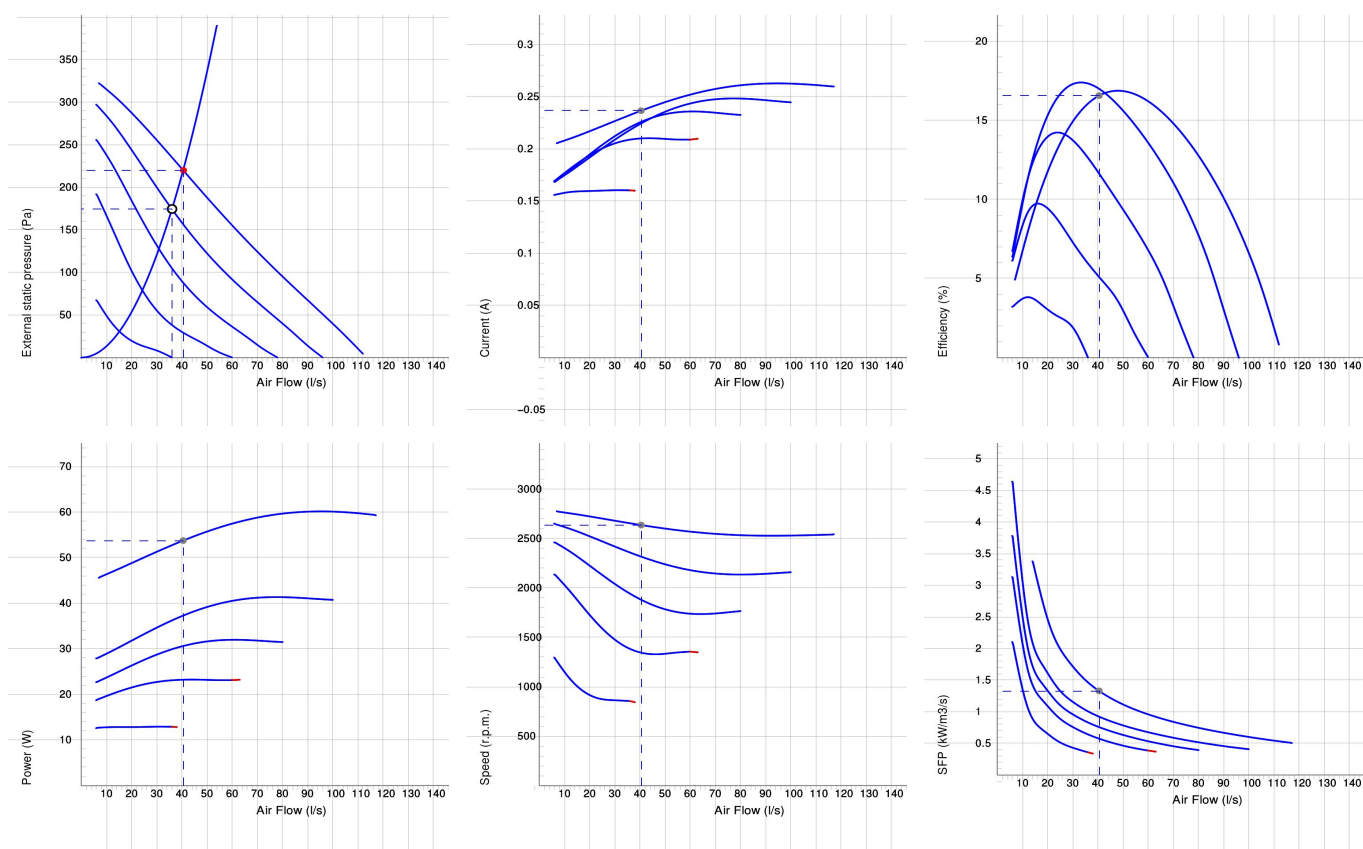 External static pressure (Pa)
350
300
250
200
150
100
50
10 20 30 40 50 60 70 80 90 100 110 120 130 140
Air Flow (l/s)
Current (A)
0.3
0.25
0.2
0.15
0.1
0.05
−0.05
10 20 30 40 50 60 70 80 90 100 110 120 130 140
Air Flow (l/s)
Efficiency (%)
20
15
10
5
10 20 30 40 50 60 70 80 90 100 110 120 130 140
Air Flow (l/s)
Power (W)
70
60
50
40
30
20
10
10 20 30 40 50 60 70 80 90 100 110 120 130 140
Air Flow (l/s)
Speed (r.p.m.)
3000
2500
2000
1500
1000
500
10 20 30 40 50 60 70 80 90 100 110 120 130 140
Air Flow (l/s)
SFP (kW/m3/s)
5
4.5
4
3.5
3
2.5
2
1.5
1
0.5
10 20 30 40 50 60 70 80 90 100 110 120 130 140
Air Flow (l/s)